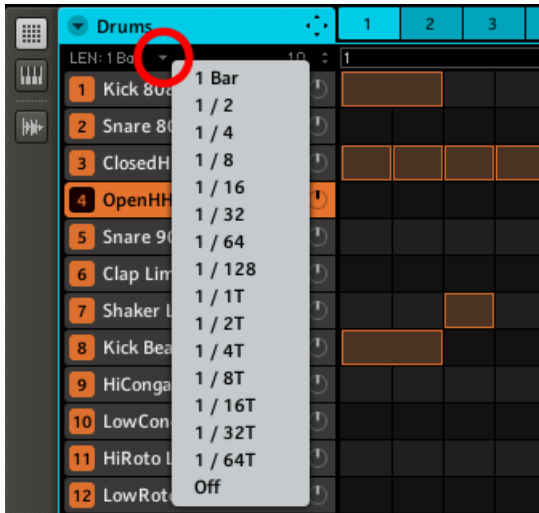 Drums 1 2 3
LEN: 1 Ba 1
1 Kick 808
2 Snare 80
3 ClosedH
4 OpenHH
5 Snare 90
6 Clap Lim
7 Shaker L
8 Kick Bea
9 HiConga
10 LowCon
11 HiRoto L
12 LowRoto
1 Bar
1 / 2
1 / 4
1 / 8
1 / 16
1 / 32
1 / 64
1 / 128
1 / 1T
1 / 2T
1 / 4T
1 / 8T
1 / 16T
1 / 32T
1 / 64T
Off